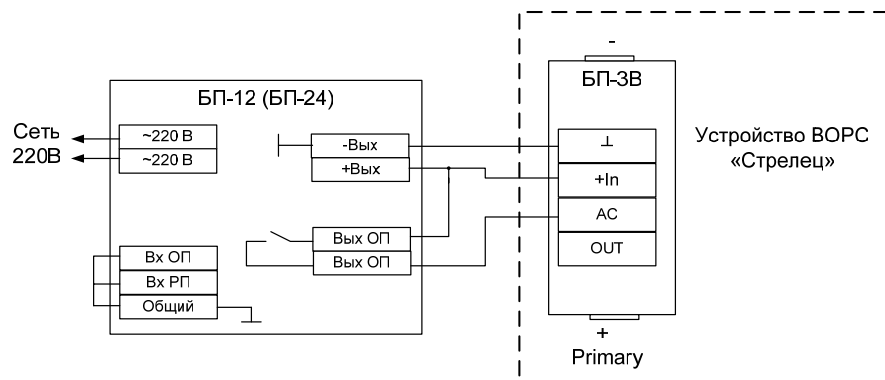 БП-12 (БП-24)
Сеть
220В
~220 В
~220 В
-Вых
+Вых
Вых ОП
Вых ОП
Вх ОП
Вх РП
Общий
-
БП-3В
⊥
+In
AC
OUT
+
Primary
Устройство ВОРС
«Стрелец»